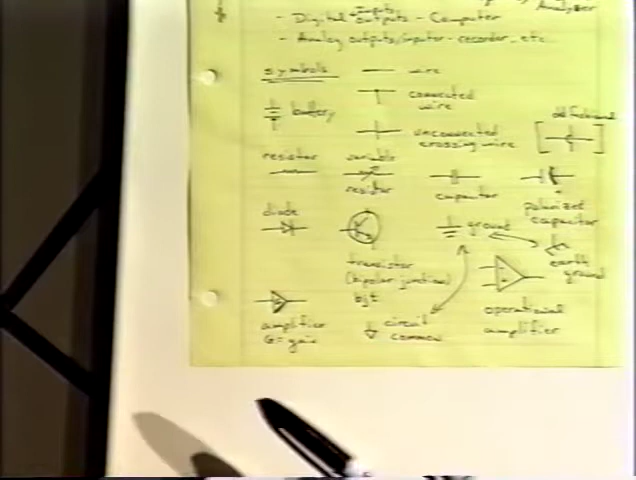 Analyzer
- Digital Inputs
Outputs - Computer
- Analog outputs/inputs - recorder, etc
symbols
wire
battery
connected
wire
unconnected
crossing wire
old fashioned
resistor
variable
resistor
capacitor
polarized
capacitor
diode
transistor
(bipolar junction)
bjt
ground
earth
ground
amplifier
G = gain
circuit
common
operational
amplifier